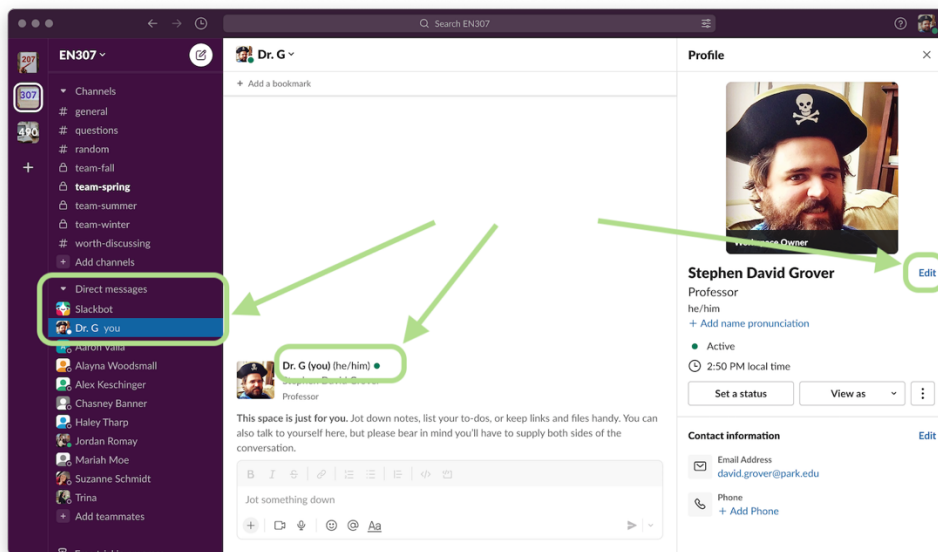 Search EN307
207
307
490
EN307
Channels
# general
# questions
# random
team-fall
team-spring
team-summer
team-winter
# worth-discussing
+ Add channels
Direct messages
Slackbot
Dr. G you
Aaron Valla
Alayna Woodsmall
Alex Keschinger
Chasney Banner
Haley Tharp
Jordan Romay
Mariah Moe
Suzanne Schmidt
Trina
+ Add teammates
Dr. G
+ Add a bookmark
Dr. G (you) (he/him)
Stephen David Grover
Professor
This space is just for you. Jot down notes, list your to-dos, or keep links and files handy. You can
also talk to yourself here, but please bear in mind you'll have to supply both sides of the
conversation.
Jot something down
Profile
Workspace Owner
Stephen David Grover
Edit
Professor
he/him
+ Add name pronunciation
Active
2:50 PM local time
Set a status
View as
Contact information
Edit
Email Address
david.grover@park.edu
Phone
+ Add Phone